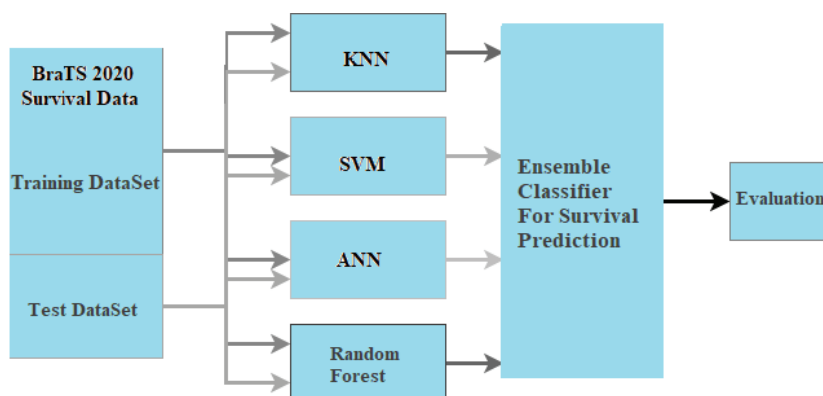 BraTS 2020
Survival Data
Training DataSet
Test DataSet
KNN
SVM
ANN
Random
Forest
Ensemble
Classifier
For Survival
Prediction
Evaluation